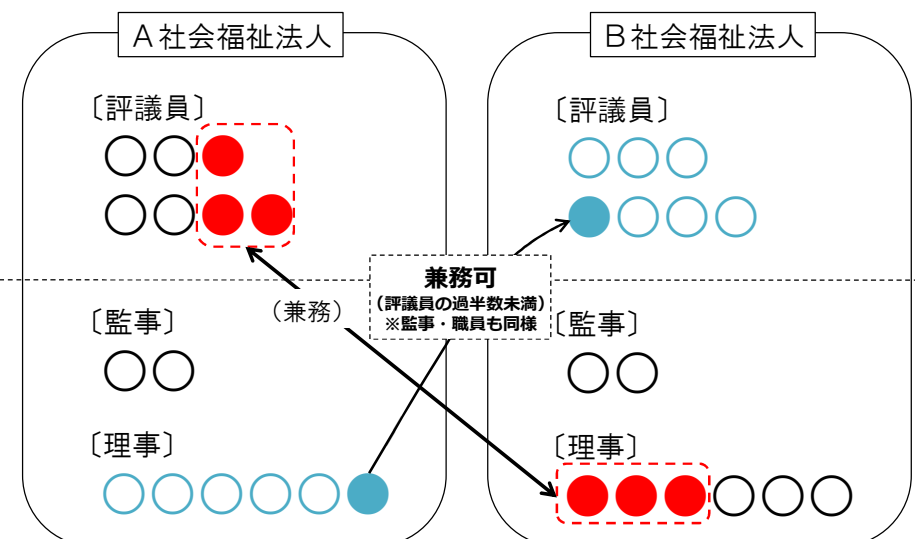 A社会福祉法人
〔評議員〕
〔監事〕
〔理事〕
B社会福祉法人
〔評議員〕
〔監事〕
〔理事〕
兼務可
(評議員の過半数未満)
※監事・職員も同様
(兼務)